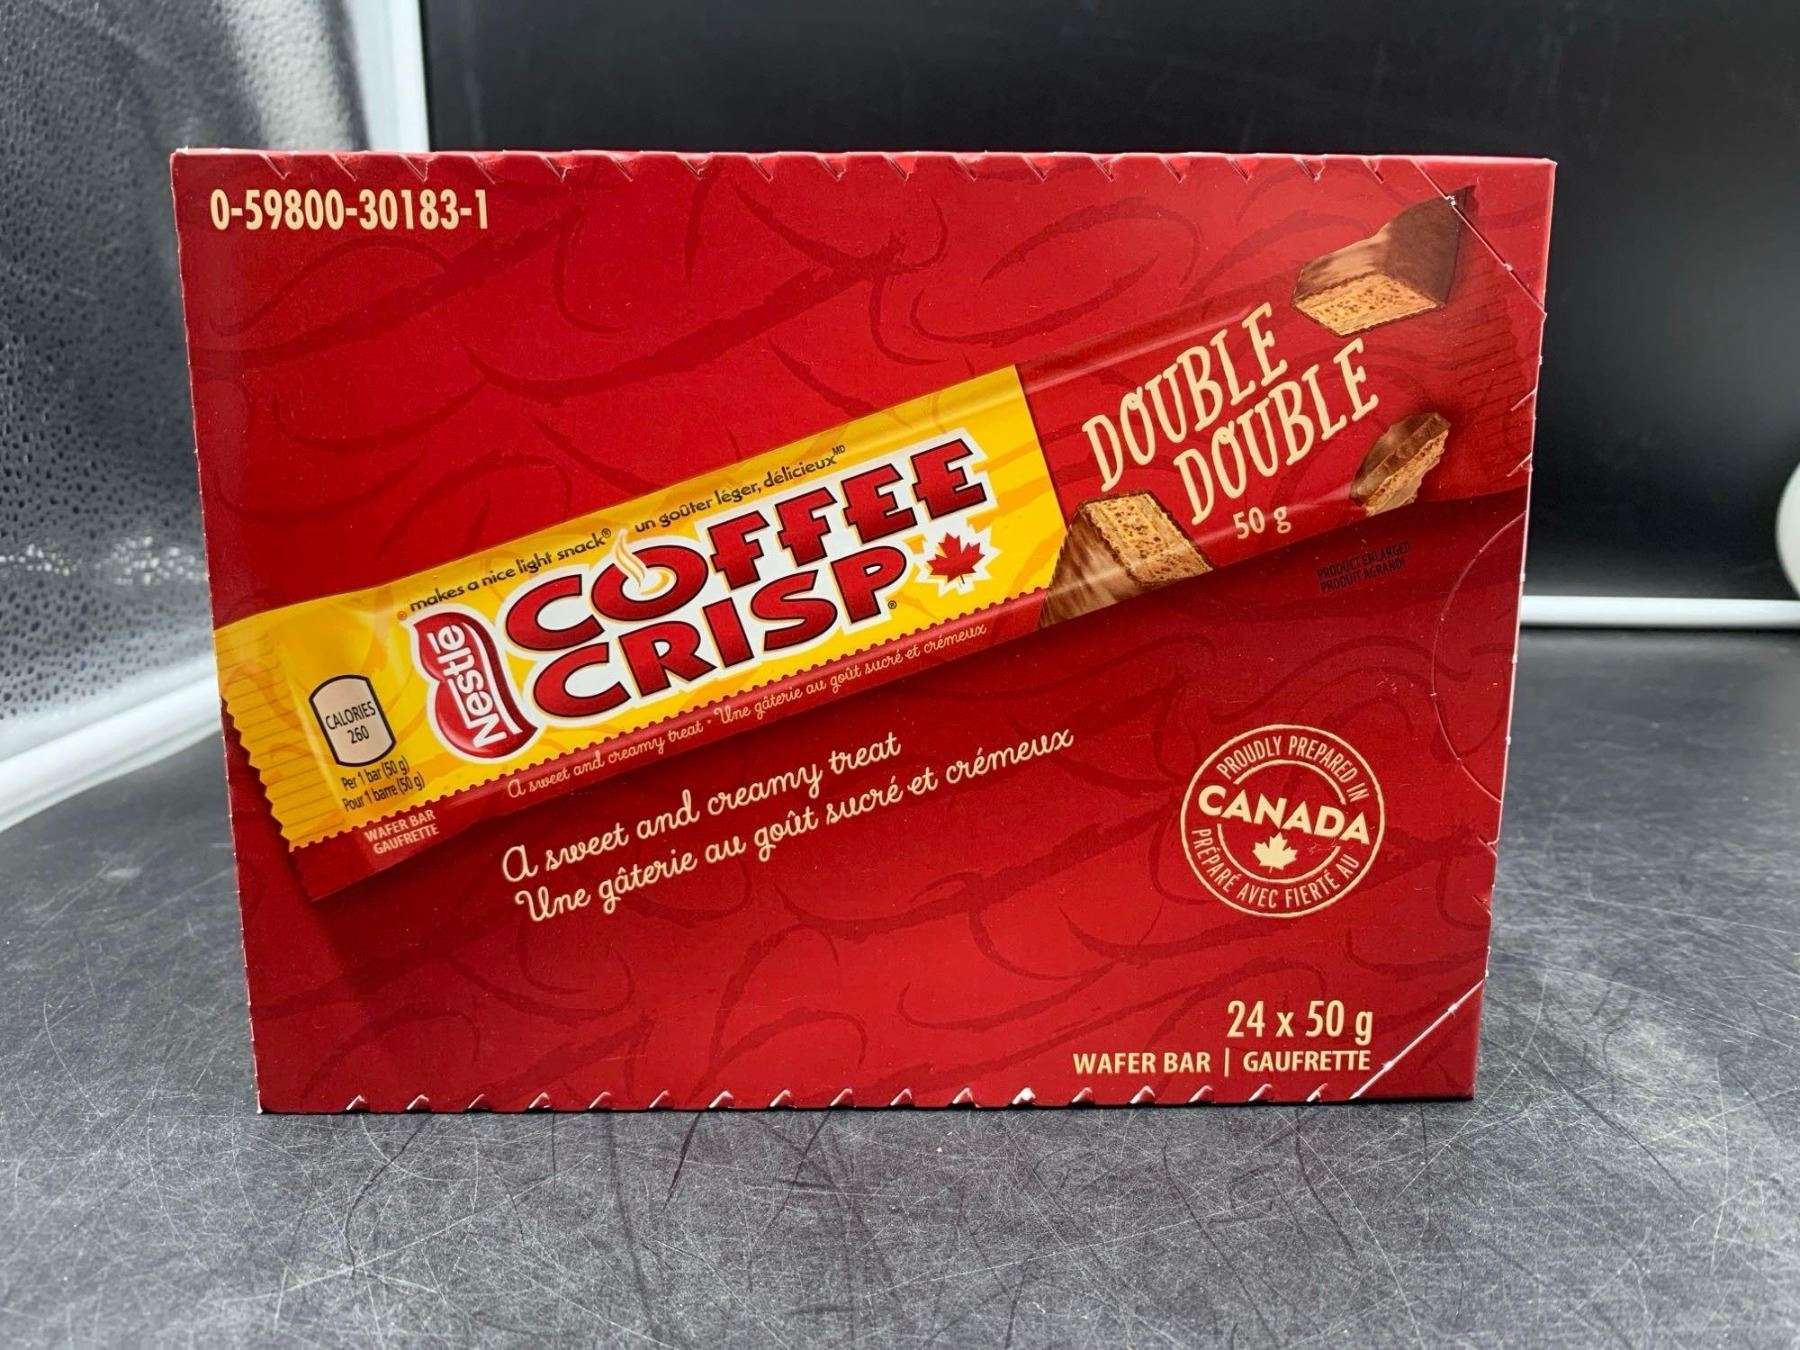 0-59800-30183-1
DOUBLE
DOUBLE
50 g
makes a nice light snack® un goûter léger, délicieuxMD
Nestlē
COFFEE
CRISP®
CALORIES
260
Per 1 bar (50 g)
Pour 1 barre (50 g)
A sweet and creamy treat • Une gâterie au goût sucré et crémeux
WAFER BAR
GAUFRETTE
PRODUCT ENLARGED
PRODUIT AGRANDI
A sweet and creamy treat
Une gâterie au goût sucré et crémeux
PROUDLY PREPARED IN
CANADA
PRÉPARÉ AVEC FIERTÉ AU
24 x 50 g
WAFER BAR | GAUFRETTE